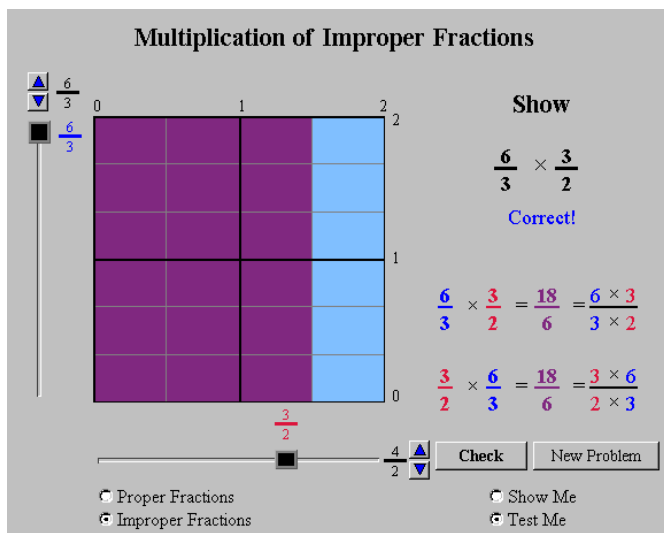 Multiplication of Improper Fractions
6/3
0 1 2
6/3
2
1
0
Show
6/3 × 3/2
Correct!
6/3 × 3/2 = 18/6 = 6 × 3/3 × 2
3/2 × 6/3 = 18/6 = 3 × 6/2 × 3
3/2
4/2
Check New Problem
Proper Fractions
Improper Fractions
Show Me
Test Me